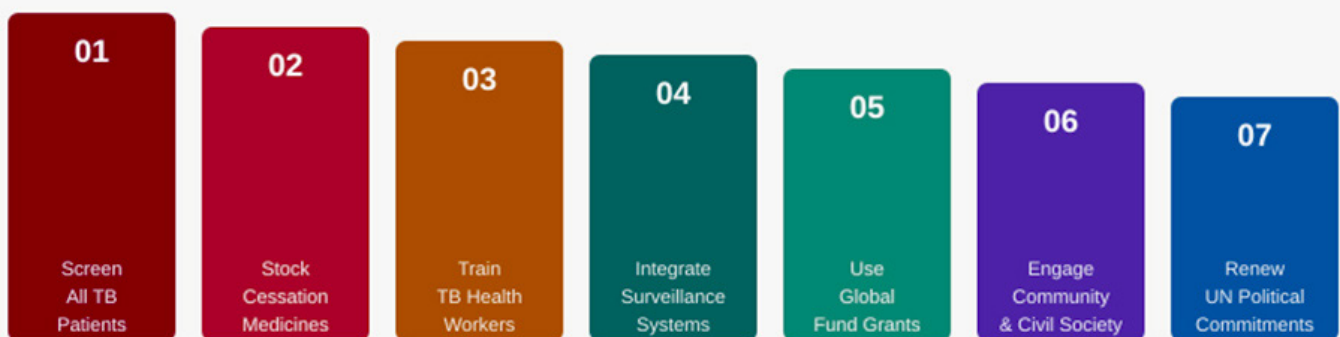 01
Screen
All TB
Patients
02
Stock
Cessation
Medicines
03
Train
TB Health
Workers
04
Integrate
Surveillance
Systems
05
Use
Global
Fund Grants
06
Engage
Community
& Civil Society
07
Renew
UN Political
Commitments